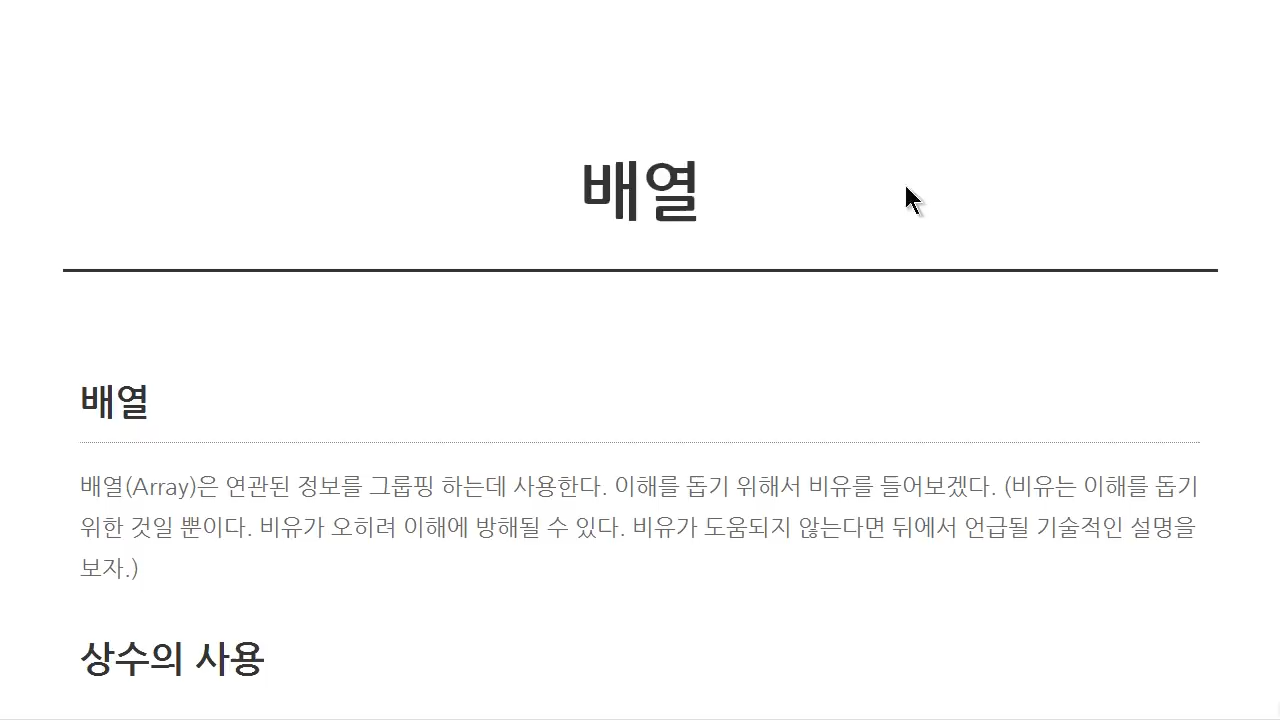 배열
배열
배열(Array)은 연관된 정보를 그룹핑 하는데 사용한다. 이해를 돕기 위해서 비유를 들어보겠다. (비유는 이해를 돕기
위한 것일 뿐이다. 비유가 오히려 이해에 방해될 수 있다. 비유가 도움되지 않는다면 뒤에서 언급될 기술적인 설명을
보자.)
상수의 사용